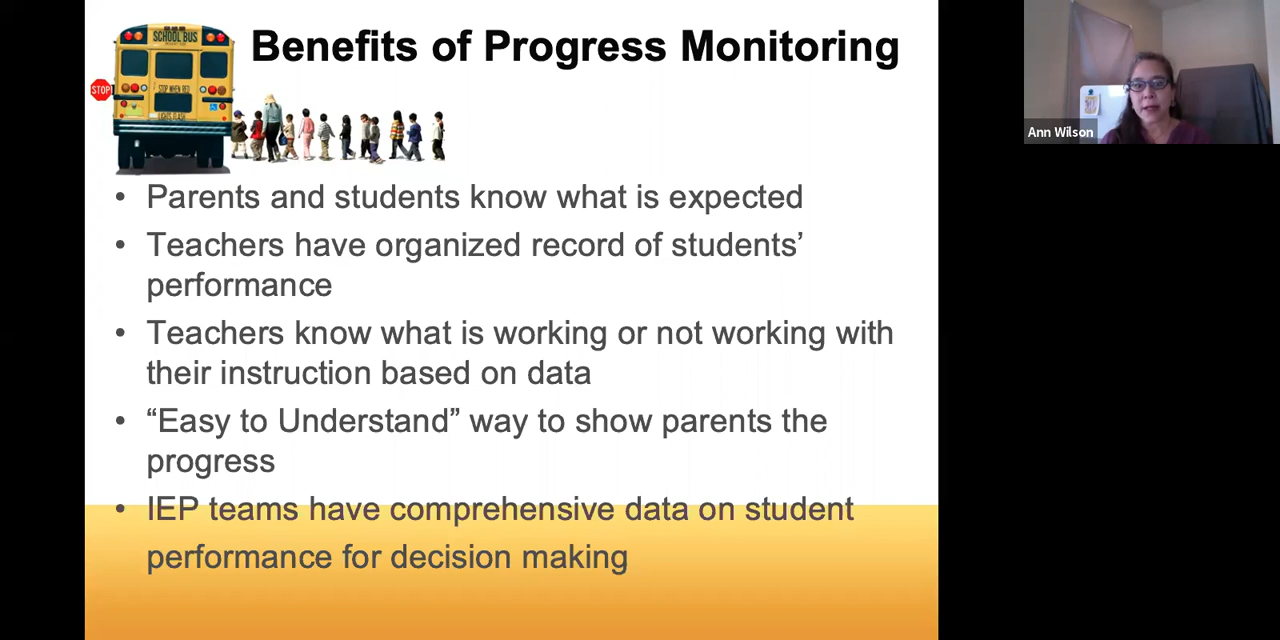 Benefits of Progress Monitoring
SCHOOL BUS
STOP
STOP WHEN RED
Ann Wilson
• Parents and students know what is expected
• Teachers have organized record of students’
performance
• Teachers know what is working or not working with
their instruction based on data
• “Easy to Understand” way to show parents the
progress
• IEP teams have comprehensive data on student
performance for decision making